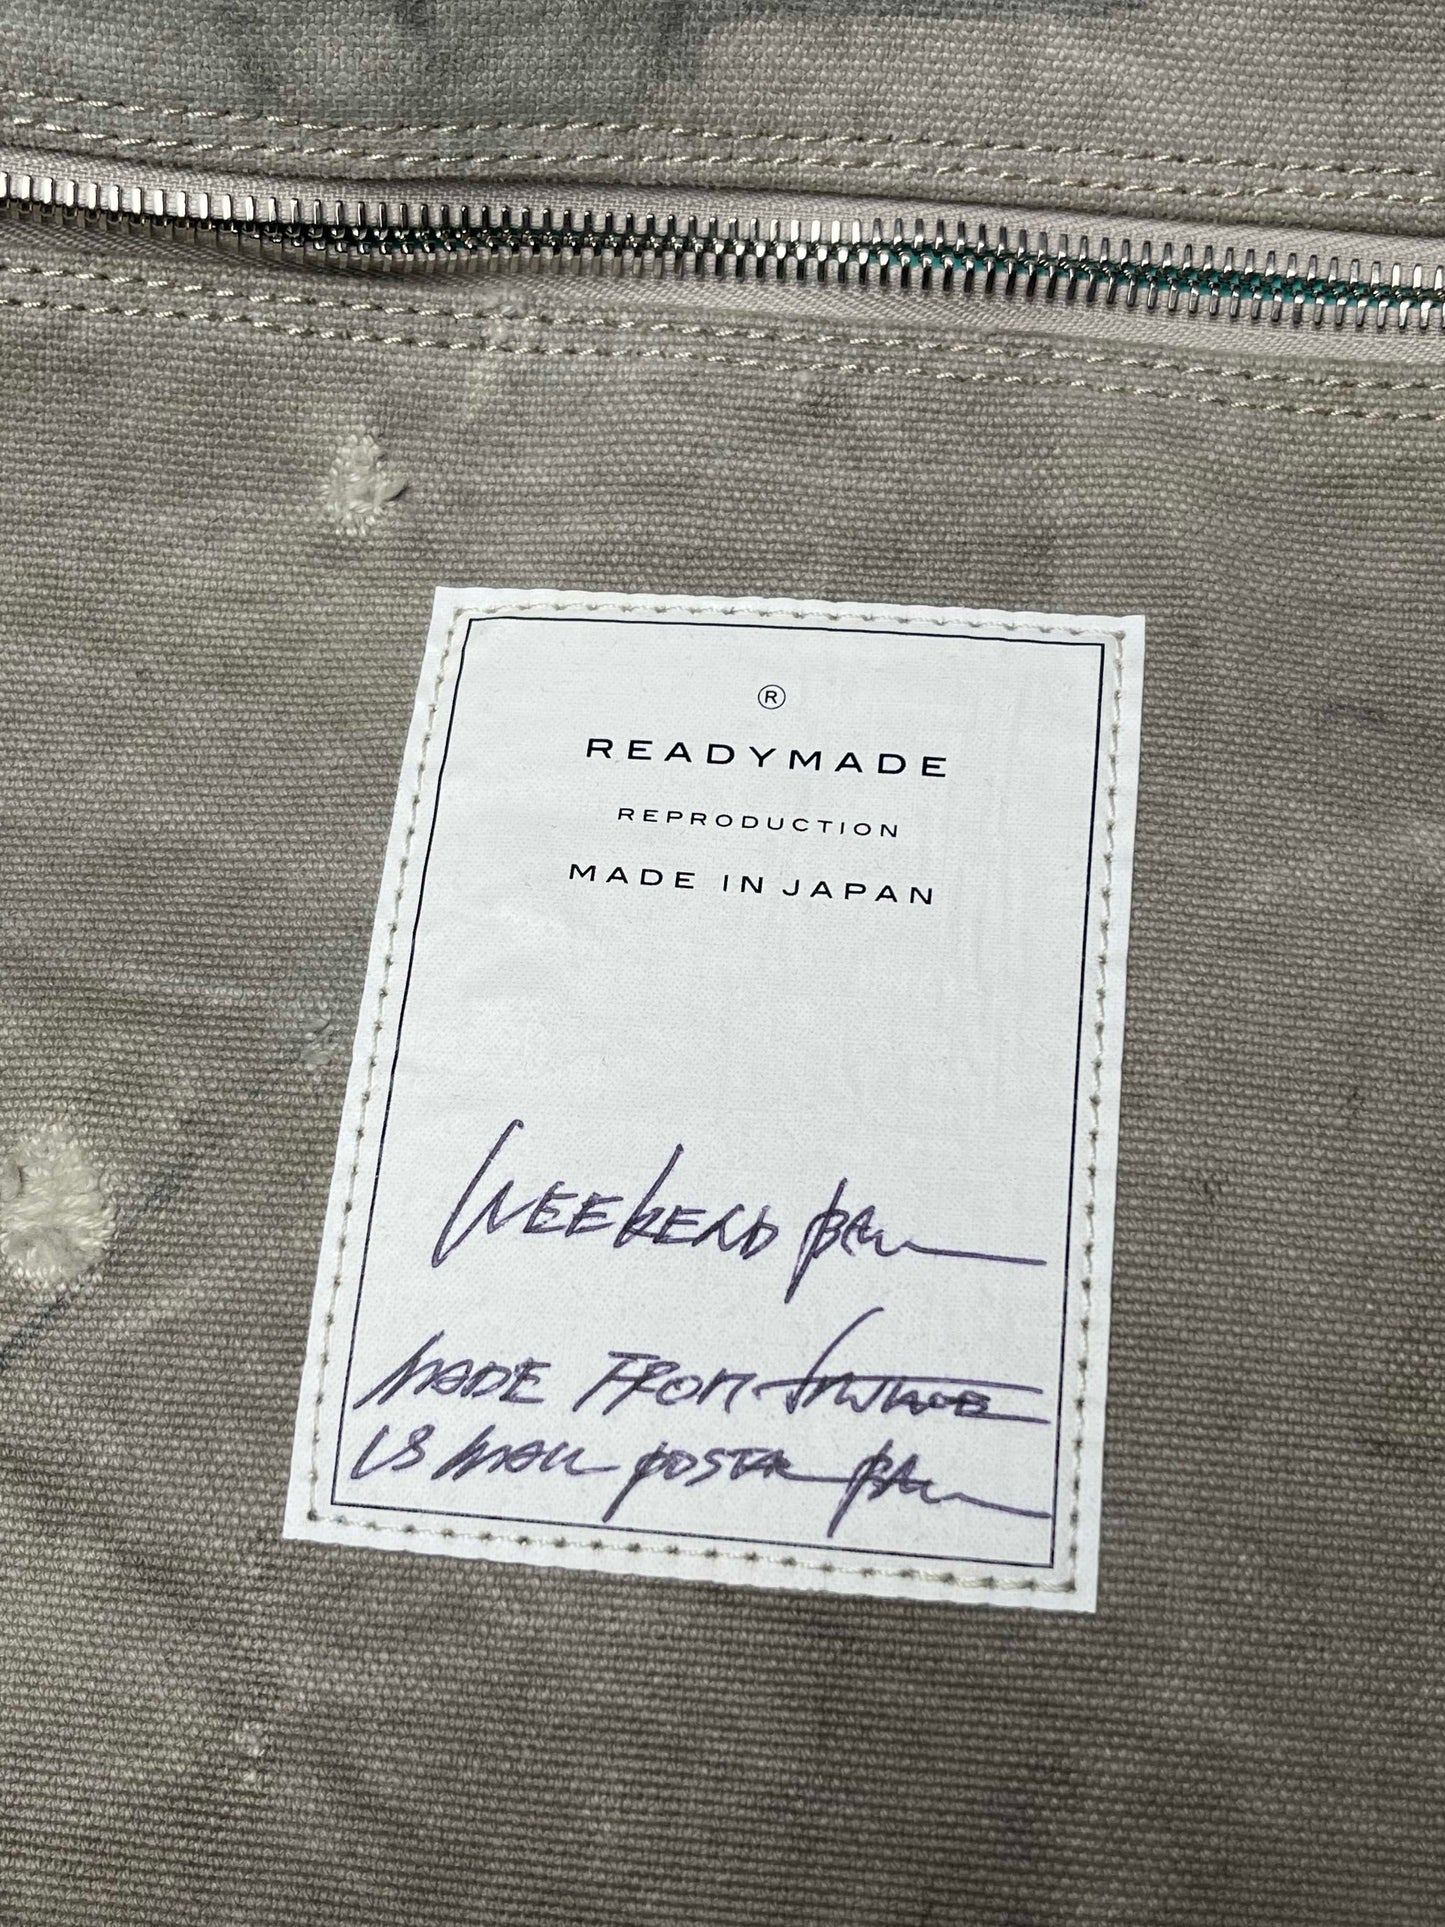 ®
READYMADE
REPRODUCTION
MADE IN JAPAN
WEEKEND BAG
MADE FROM VINTAGE
US MAIL POSTAL BAG